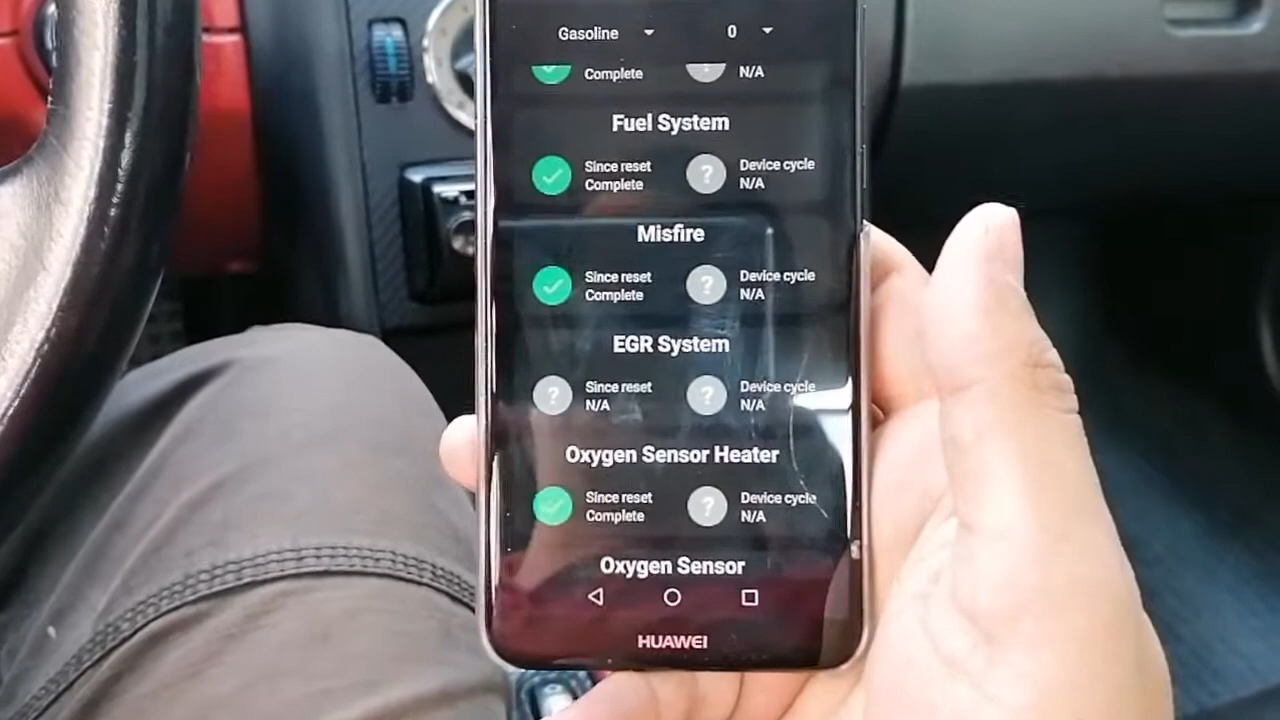 Gasoline 0
Complete N/A
Fuel System
Since reset Device cycle
Complete N/A
Misfire
Since reset Device cycle
Complete N/A
EGR System
Since reset Device cycle
N/A N/A
Oxygen Sensor Heater
Since reset Device cycle
Complete N/A
Oxygen Sensor
HUAWEI